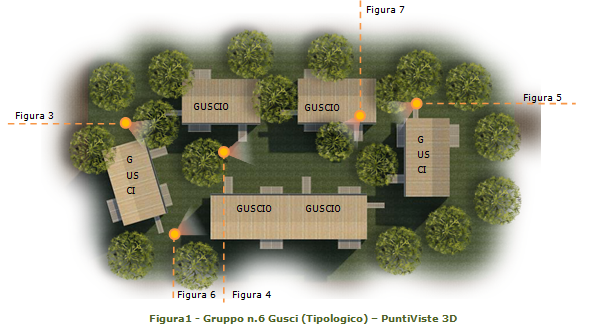 Figura 7
Figura 5
GUSCIO
GUSCIO
Figura 3
G
US
CI
G
US
CI
GUSCIO
GUSCIO
Figura 6
Figura 4
Figura1 - Gruppo n.6 Gusci (Tipologico) – PuntiViste 3D